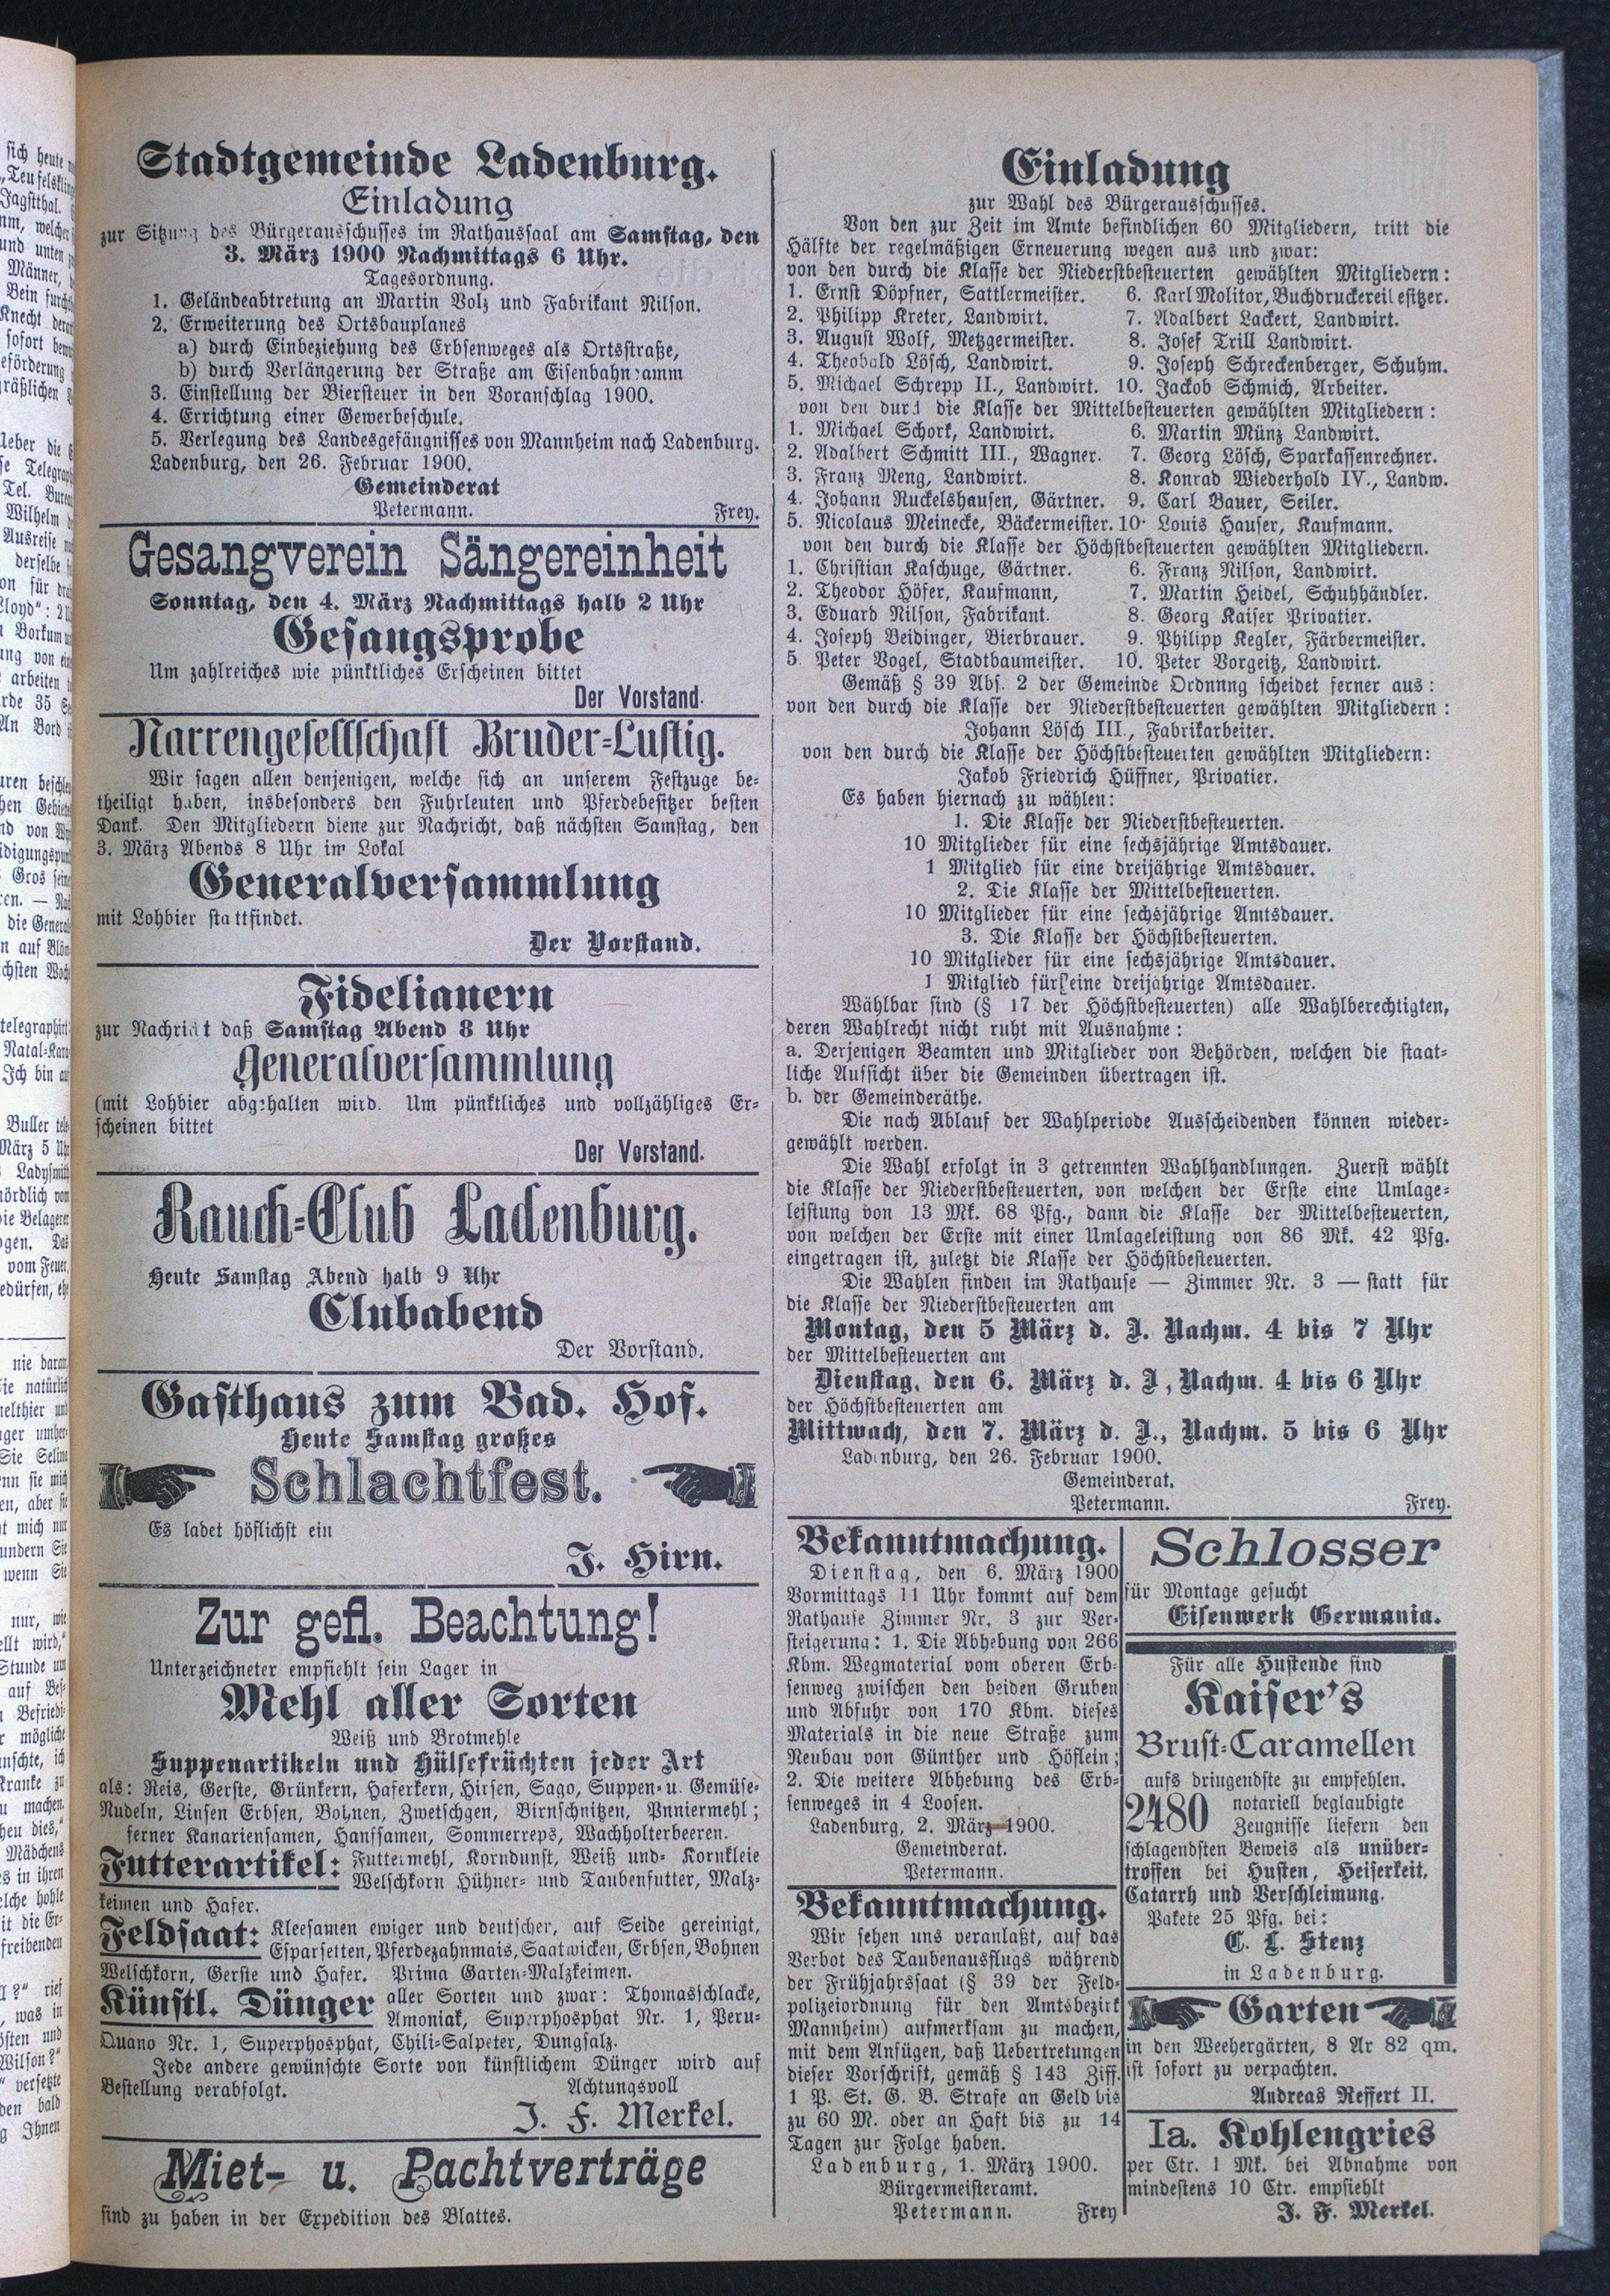 Stadtgemeinde Ladenburg.
Einladung
zur Sitzung des Bürgerausschusses im Rathaussaal am Samstag, den
3. März 1900 Nachmittags 6 Uhr.
Tagesordnung.
1. Geländeabtretung an Martin Volz und Fabrikant Nilson.
2. Erweiterung des Ortsbauplanes
a) durch Einbeziehung des Erbsenweges als Ortsstraße,
b) durch Verlängerung der Straße am Eisenbahndamm
3. Einstellung der Biersteuer in den Voranschlag 1900.
4. Errichtung einer Gewerbeschule.
5. Verlegung des Landesgefängnisses von Mannheim nach Ladenburg.
Ladenburg, den 26. Februar 1900.
Gemeinderat
Petermann. Frey.
Gesangverein Sängereinheit
Sonntag, den 4. März Nachmittags halb 2 Uhr
Gesangsprobe
Um zahlreiches wie pünktliches Erscheinen bittet
Der Vorstand.
Narrengesellschaft Bruder-Lustig.
Wir sagen allen denjenigen, welche sich an unserem Festzuge be-
theiligt haben, insbesonders den Fuhrleuten und Pferdebesitzer besten
Dank. Den Mitgliedern diene zur Nachricht, daß nächsten Samstag, den
3. März Abends 8 Uhr im Lokal
Generalversammlung
mit Lohbier stattfindet.
Der Vorstand.
Fidelianern
zur Nachricht daß Samstag Abend 8 Uhr
Generalversammlung
(mit Lohbier abgehalten wird. Um pünktliches und vollzähliges Er-
scheinen bittet
Der Vorstand.
Rauch-Club Ladenburg.
Heute Samstag Abend halb 9 Uhr
Clubabend
Der Vorstand.
Gasthaus zum Bad. Hof.
Heute Samstag großes
Schlachtfest.
Es ladet höflichst ein
J. Hirn.
Zur gefl. Beachtung!
Unterzeichneter empfiehlt sein Lager in
Mehl aller Sorten
Weiß und Brotmehle
Suppenartikeln und Hülsefrüchten jeder Art
als: Reis, Gerste, Grünkern, Haferkern, Hirsen, Sago, Suppen- u. Gemüse-
Nudeln, Linsen Erbsen, Bohnen, Zwetschgen, Birnschnitzen, Pnniermehl;
ferner Kanariensamen, Hanfsamen, Sommerreps, Wachholterbeeren.
Futterartikel: Futtermehl, Korndunst, Weiß und- Kornkleie
Welschkorn Hühner- und Taubenfutter, Malz-
keimen und Hafer.
Feldsaat: Kleesamen ewiger und deutscher, auf Seide gereinigt,
Esparsetten, Pferdezahnmais, Saatwicken, Erbsen, Bohnen
Welschkorn, Gerste und Hafer. Prima Garten-Malzkeimen.
Künstl. Dünger aller Sorten und zwar: Thomasschlacke,
Amoniak, Superphosphat Nr. 1, Peru-
Quano Nr. 1, Superphosphat, Chili-Salpeter, Dungsalz.
Jede andere gewünschte Sorte von künstlichem Dünger wird auf
Bestellung verabfolgt. Achtungsvoll
J. F. Merkel.
Miet- u. Pachtverträge
sind zu haben in der Expedition des Blattes.
Einladung
zur Wahl des Bürgerausschusses.
Von den zur Zeit im Amte befindlichen 60 Mitgliedern, tritt die
Hälfte der regelmäßigen Erneuerung wegen aus und zwar:
von den durch die Klasse der Niederstbesteuerten gewählten Mitgliedern:
1. Ernst Döpfner, Sattlermeister. 6. Karl Molitor, Buchdruckereibesitzer.
2. Philipp Kreter, Landwirt. 7. Adalbert Lackert, Landwirt.
3. August Wolf, Metzgermeister. 8. Josef Trill Landwirt.
4. Theobald Lösch, Landwirt. 9. Joseph Schreckenberger, Schuhm.
5. Michael Schrepp II., Landwirt. 10. Jackob Schmich, Arbeiter.
von den durch die Klasse der Mittelbesteuerten gewählten Mitgliedern:
1. Michael Schork, Landwirt. 6. Martin Münz Landwirt.
2. Adalbert Schmitt III., Wagner. 7. Georg Lösch, Sparkassenrechner.
3. Franz Meng, Landwirt. 8. Konrad Wiederhold IV., Landw.
4. Johann Ruckelshausen, Gärtner. 9. Carl Bauer, Seiler.
5. Nicolaus Meinecke, Bäckermeister. 10. Louis Hauser, Kaufmann.
von den durch die Klasse der Höchstbesteuerten gewählten Mitgliedern.
1. Christian Kaschuge, Gärtner. 6. Franz Nilson, Landwirt.
2. Theodor Höfer, Kaufmann, 7. Martin Heidel, Schuhhändler.
3. Eduard Nilson, Fabrikant. 8. Georg Kaiser Privatier.
4. Joseph Beidinger, Bierbrauer. 9. Philipp Kegler, Färbermeister.
5. Peter Vogel, Stadtbaumeister. 10. Peter Vorgeitz, Landwirt.
Gemäß § 39 Abs. 2 der Gemeinde Ordnnng scheidet ferner aus:
von den durch die Klasse der Niederstbesteuerten gewählten Mitgliedern:
Johann Lösch III., Fabrikarbeiter.
von den durch die Klasse der Höchstbesteuerten gewählten Mitgliedern:
Jakob Friedrich Hüffner, Privatier.
Es haben hiernach zu wählen:
1. Die Klasse der Niederstbesteuerten.
10 Mitglieder für eine sechsjährige Amtsdauer.
1 Mitglied für eine dreijährige Amtsdauer.
2. Die Klasse der Mittelbesteuerten.
10 Mitglieder für eine sechsjährige Amtsdauer.
3. Die Klasse der Höchstbesteuerten.
10 Mitglieder für eine sechsjährige Amtsdauer.
1 Mitglied für eine dreijährige Amtsdauer.
Wählbar sind (§ 17 der Höchstbesteuerten) alle Wahlberechtigten,
deren Wahlrecht nicht ruht mit Ausnahme:
a. Derjenigen Beamten und Mitglieder von Behörden, welchen die staat-
liche Aufsicht über die Gemeinden übertragen ist.
b. der Gemeinderäthe.
Die nach Ablauf der Wahlperiode Ausscheidenden können wieder-
gewählt werden.
Die Wahl erfolgt in 3 getrennten Wahlhandlungen. Zuerst wählt
die Klasse der Niederstbesteuerten, von welchen der Erste eine Umlage-
leistung von 13 Mk. 68 Pfg., dann die Klasse der Mittelbesteuerten,
von welchen der Erste mit einer Umlageleistung von 86 Mk. 42 Pfg.
eingetragen ist, zuletzt die Klasse der Höchstbesteuerten.
Die Wahlen finden im Rathause — Zimmer Nr. 3 — statt für
die Klasse der Niederstbesteuerten am
Montag, den 5 März d. J. Nachm. 4 bis 7 Uhr
der Mittelbesteuerten am
Dienstag, den 6. März d. J, Nachm. 4 bis 6 Uhr
der Höchstbesteuerten am
Mittwoch, den 7. März d. J., Nachm. 5 bis 6 Uhr
Ladenburg, den 26. Februar 1900.
Gemeinderat.
Petermann. Frey.
Bekanntmachung.
Dienstag, den 6. März 1900
Vormittags 11 Uhr kommt auf dem
Rathause Zimmer Nr. 3 zur Ver-
steigerung: 1. Die Abhebung von 266
Kbm. Wegmaterial vom oberen Erb-
senweg zwischen den beiden Gruben
und Abfuhr von 170 Kbm. dieses
Materials in die neue Straße zum
Neubau von Günther und Höflein;
2. Die weitere Abhebung des Erb-
senweges in 4 Loosen.
Ladenburg, 2. März 1900.
Gemeinderat.
Petermann.
Bekanntmachung.
Wir sehen uns veranlaßt, auf das
Verbot des Taubenausflugs während
der Frühjahrssaat (§ 39 der Feld-
polizeiordnung für den Amtsbezirk
Mannheim) aufmerksam zu machen,
mit dem Anfügen, daß Uebertretungen
dieser Vorschrift, gemäß § 143 Ziff.
1 P. St. G. B. Strafe an Geld bis
zu 60 M. oder an Haft bis zu 14
Tagen zur Folge haben.
Ladenburg, 1. März 1900.
Bürgermeisteramt.
Petermann. Frey
Schlosser
für Montage gesucht
Eisenwerk Germania.
Für alle Hustende sind
Kaiser's
Brust-Caramellen
aufs dringendste zu empfehlen.
2480 notariell beglaubigte
Zeugnisse liefern den
schlagendsten Beweis als unüber-
troffen bei Husten, Heiserkeit,
Catarrh und Verschleimung.
Pakete 25 Pfg. bei:
C. L. Stenz
in Ladenburg.
Garten
in den Weehergärten, 8 Ar 82 qm.
ist sofort zu verpachten.
Andreas Reffert II.
Ia. Kohlengries
per Ctr. 1 Mk. bei Abnahme von
mindestens 10 Ctr. empfiehlt
J. F. Merkel.